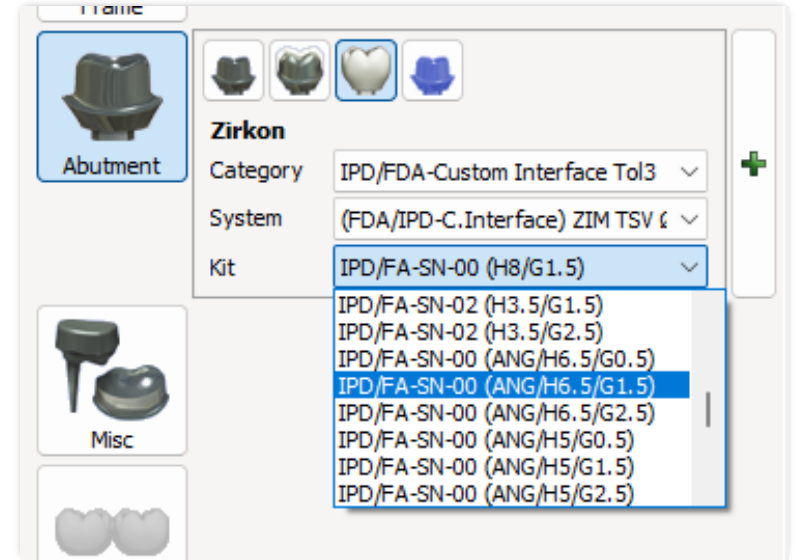 Frame
Abutment
Zirkon
Category
IPD/FDA-Custom Interface Tol3
System
(FDA/IPD-C.Interface) ZIM TSV
Kit
IPD/FA-SN-00 (H8/G1.5)
IPD/FA-SN-02 (H3.5/G1.5)
IPD/FA-SN-02 (H3.5/G2.5)
IPD/FA-SN-00 (ANG/H6.5/G0.5)
IPD/FA-SN-00 (ANG/H6.5/G1.5)
IPD/FA-SN-00 (ANG/H6.5/G2.5)
IPD/FA-SN-00 (ANG/H5/G0.5)
IPD/FA-SN-00 (ANG/H5/G1.5)
IPD/FA-SN-00 (ANG/H5/G2.5)
Misc